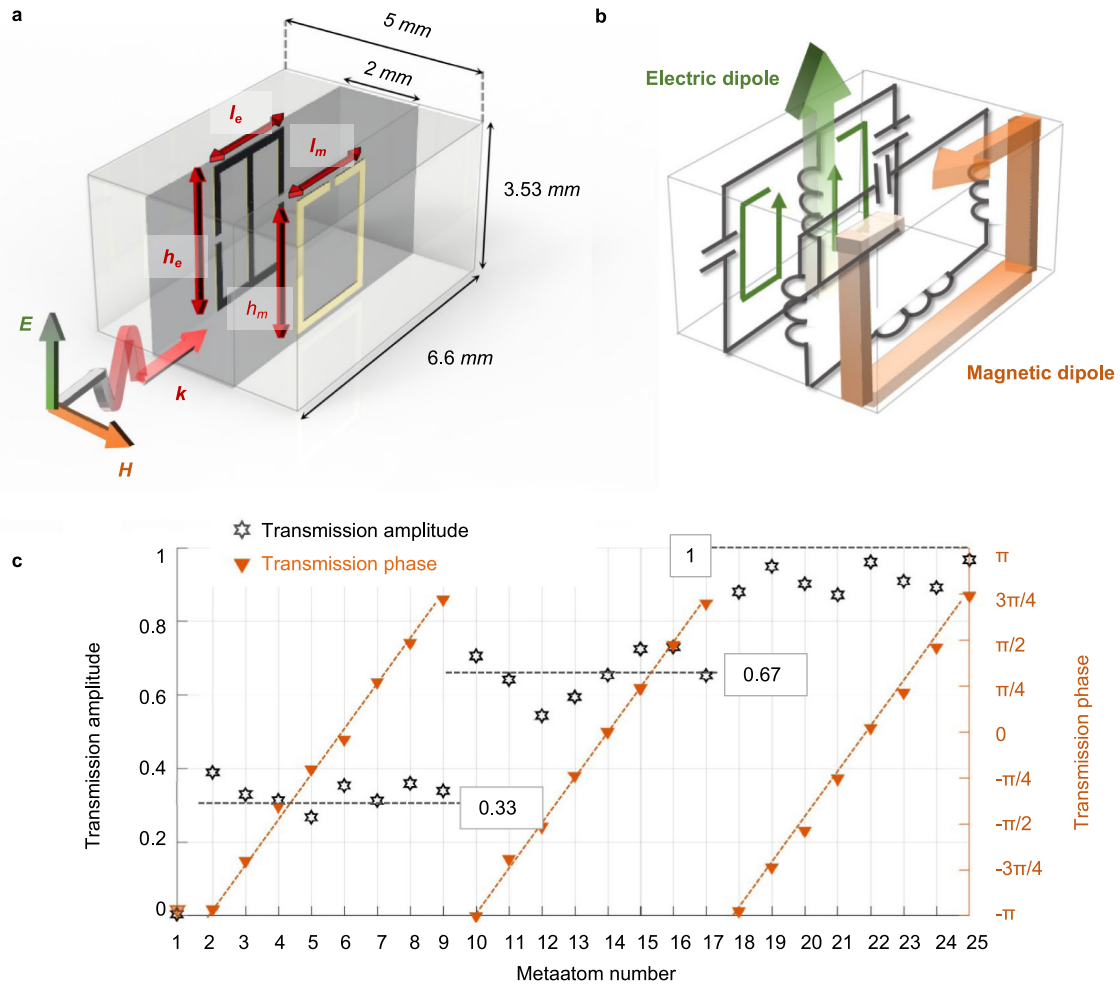 a
5 mm
2 mm
l_e
l_m
3.53 mm
h_e
h_m
6.6 mm
E
k
H
b
Electric dipole
Magnetic dipole
c
Transmission amplitude
Transmission phase
Transmission amplitude
1
0.8
0.6
0.4
0.2
0
1
0.67
0.33
π
3π/4
π/2
π/4
0
-π/4
-π/2
-3π/4
-π
Transmission phase
1 2 3 4 5 6 7 8 9 10 11 12 13 14 15 16 17 18 19 20 21 22 23 24 25
Metaatom number